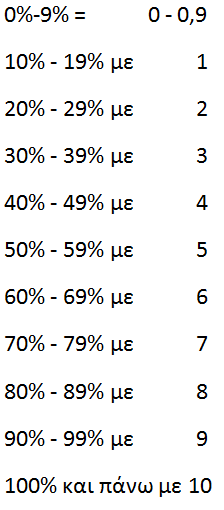 0%-9% = 0 - 0,9
10% - 19% με 1
20% - 29% με 2
30% - 39% με 3
40% - 49% με 4
50% - 59% με 5
60% - 69% με 6
70% - 79% με 7
80% - 89% με 8
90% - 99% με 9
100% και πάνω με 10